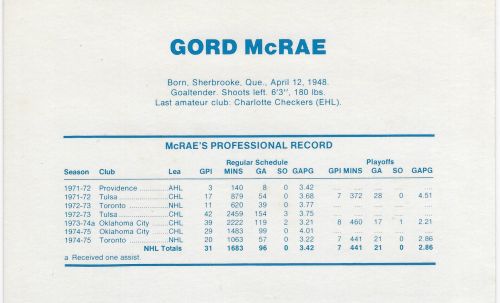 GORD McRAE
Born, Sherbrooke, Que., April 12, 1948.
Goaltender. Shoots left. 6'3", 180 lbs.
Last amateur club: Charlotte Checkers (EHL).
McRAE'S PROFESSIONAL RECORD
Regular Schedule Playoffs
Season Club Lea GPI MINS GA SO GAPG GPI MINS GA SO GAPG
1971-72 Providence ............AHL 3 140 8 0 3.42 .... .... .... .... ....
1971-72 Tulsa ....................CHL 17 879 54 0 3.68 7 372 28 0 4.51
1972-73 Toronto ................NHL 11 620 39 0 3.77 .... .... .... .... ....
1972-73 Tulsa ....................CHL 42 2459 154 3 3.75 .... .... .... .... ....
1973-74a Oklahoma City ......CHL 39 2222 119 2 3.21 8 460 17 1 2.21
1974-75 Oklahoma City ......CHL 29 1483 99 0 4.01 .... .... .... .... ....
1974-75 Toronto ................NHL 20 1063 57 0 3.22 7 441 21 0 2.86
NHL Totals 31 1683 96 0 3.42 7 441 21 0 2.86
a Received one assist.